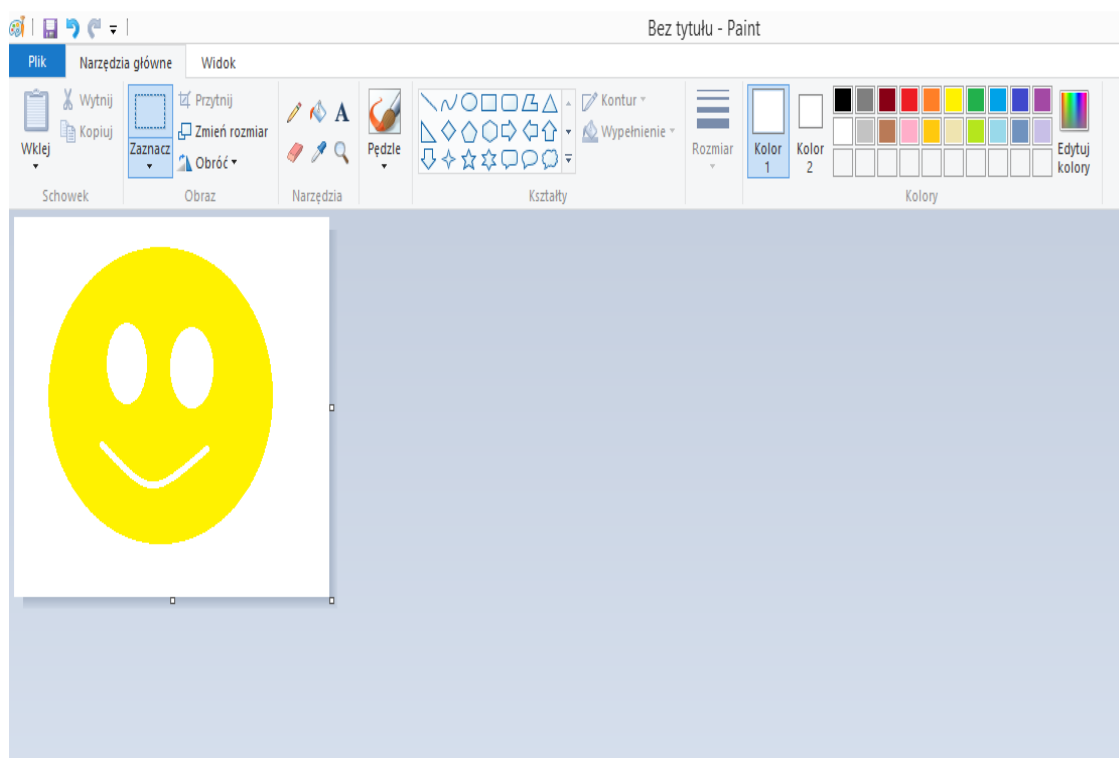 Bez tytułu - Paint
Plik Narzędzia główne Widok
Wklej
Wytnij
Kopiuj
Schowek
Zaznacz
Przytnij
Zmień rozmiar
Obróć
Obraz
A
Narzędzia
Pędzle
Kontur
Wypełnienie
Kształty
Rozmiar
Kolor
1
Kolor
2
Edytuj
kolory
Kolory